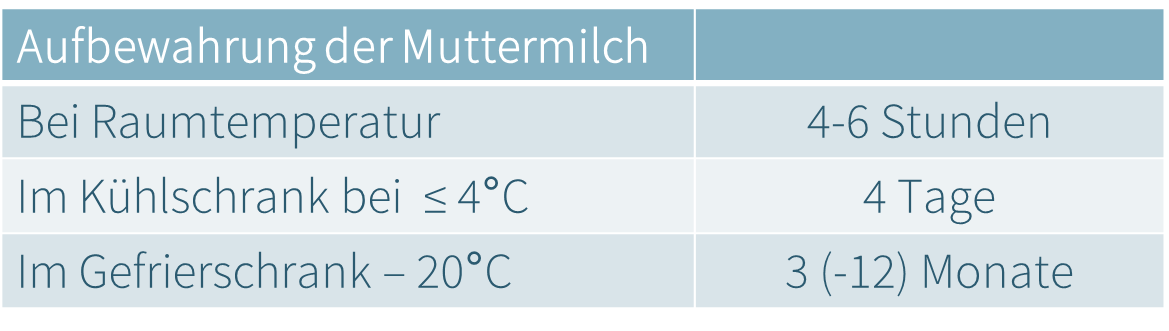 Aufbewahrung der Muttermilch
Bei Raumtemperatur 4-6 Stunden
Im Kühlschrank bei ≤ 4°C 4 Tage
Im Gefrierschrank – 20°C 3 (-12) Monate